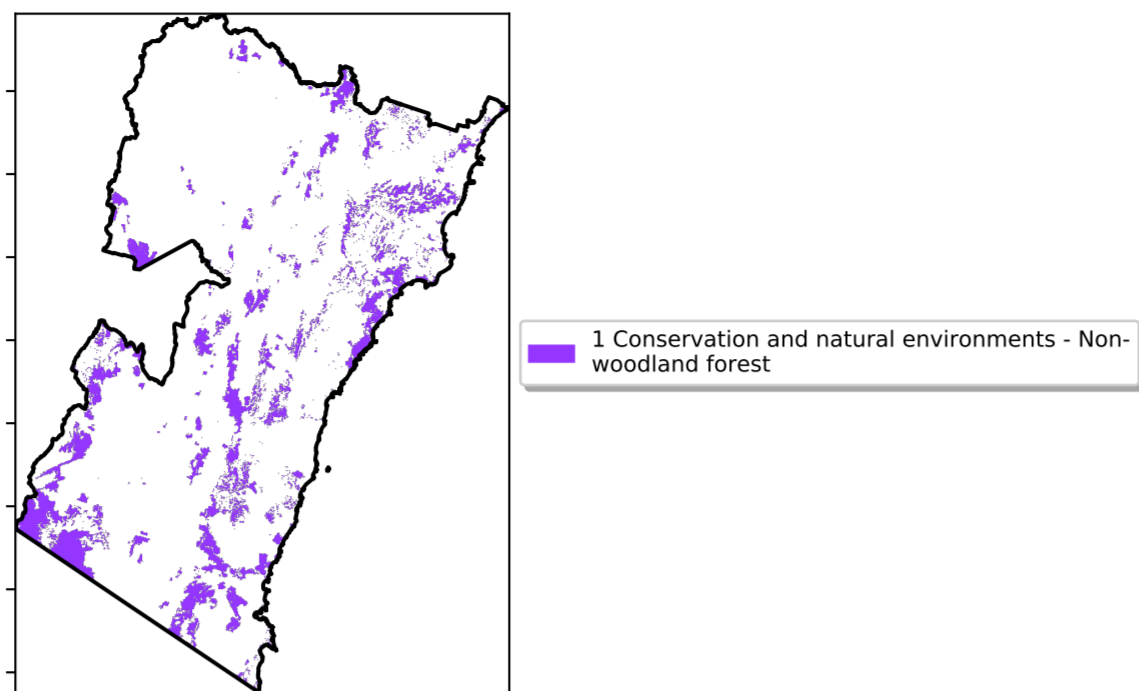 1 Conservation and natural environments - Non-
woodland forest